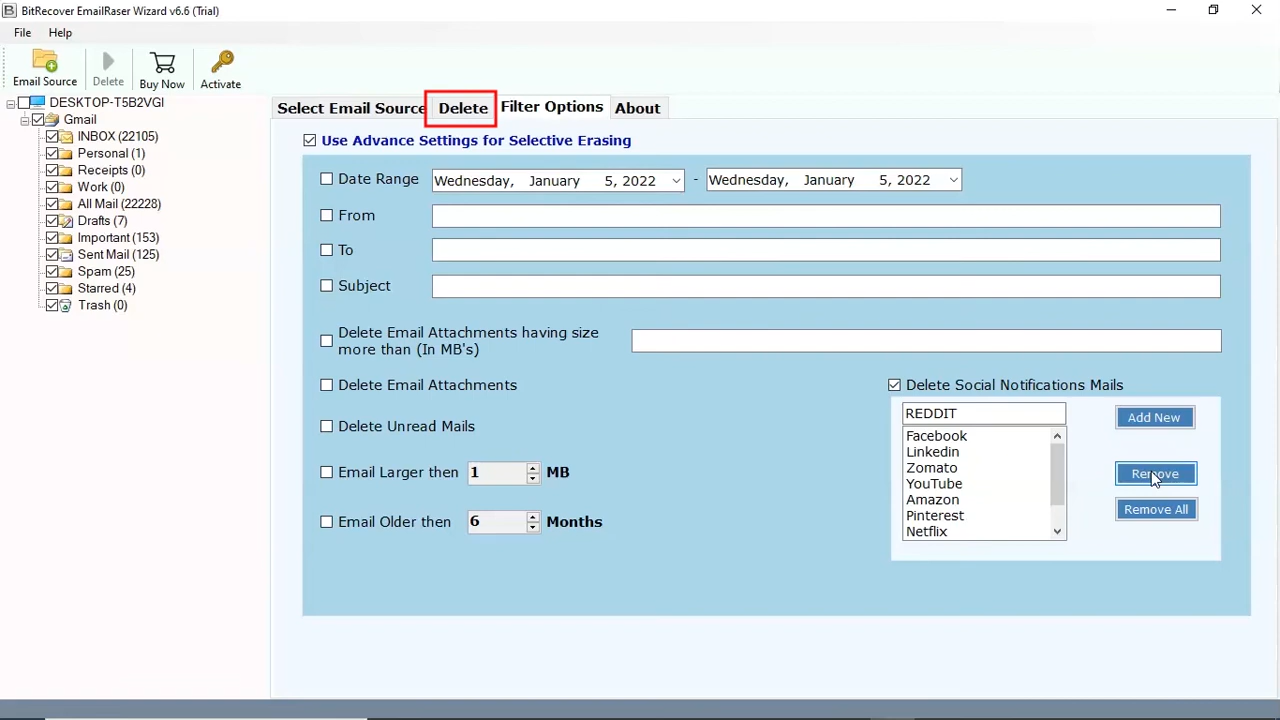 BitRecover EmailRaser Wizard v6.6 (Trial)
File Help
Email Source Delete Buy Now Activate
DESKTOP-T5B2VGI
Gmail
INBOX (22105)
Personal (1)
Receipts (0)
Work (0)
All Mail (22228)
Drafts (7)
Important (153)
Sent Mail (125)
Spam (25)
Starred (4)
Trash (0)
Select Email Source Delete Filter Options About
Use Advance Settings for Selective Erasing
Date Range Wednesday, January 5, 2022 - Wednesday, January 5, 2022
From
To
Subject
Delete Email Attachments having size
more than (In MB's)
Delete Email Attachments
Delete Unread Mails
Email Larger then 1 MB
Email Older then 6 Months
Delete Social Notifications Mails
REDDIT
Add New
Facebook
Linkedin
Zomato
YouTube
Amazon
Pinterest
Netflix
Remove
Remove All